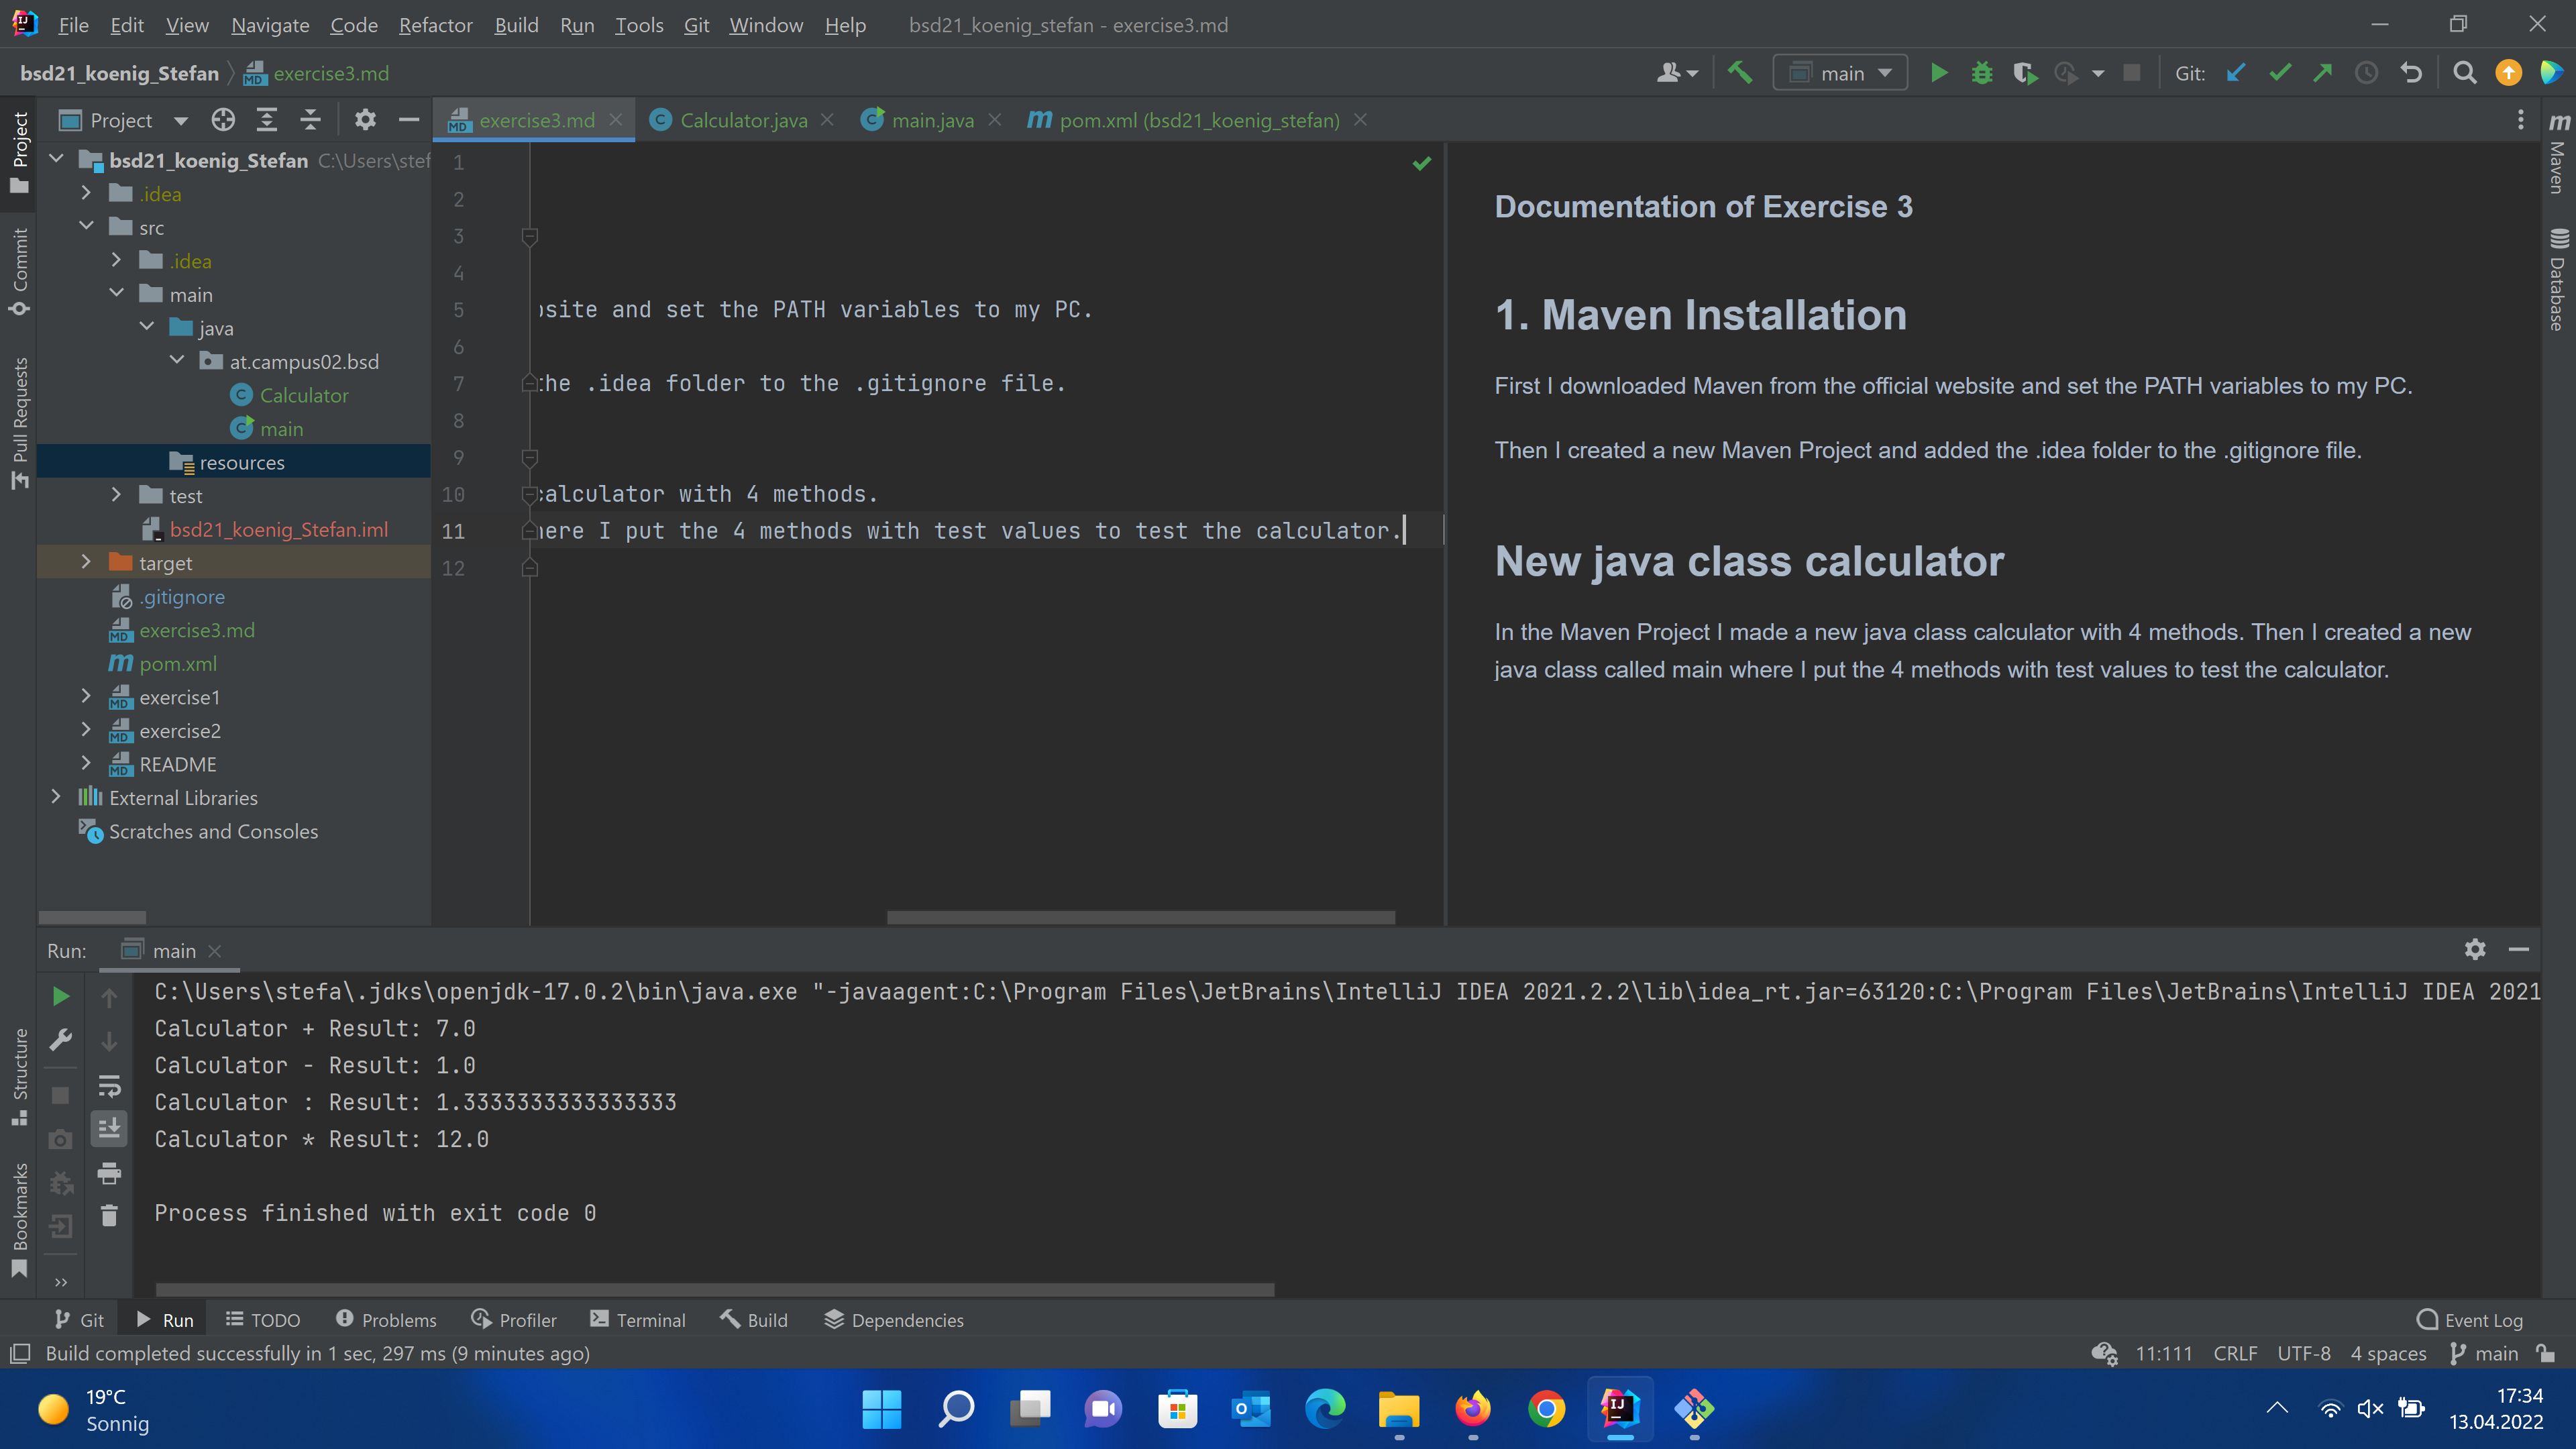 File Edit View Navigate Code Refactor Build Run Tools Git Window Help bsd21_koenig_stefan - exercise3.md
bsd21_koenig_Stefan exercise3.md main Git:
Project exercise3.md Calculator.java main.java pom.xml (bsd21_koenig_stefan)
Project
Commit
Pull Requests
Structure
Bookmarks
Maven
Database
bsd21_koenig_Stefan C:\Users\stef
.idea
src
.idea
main
java
at.campus02.bsd
Calculator
main
resources
test
bsd21_koenig_Stefan.iml
target
.gitignore
exercise3.md
pom.xml
exercise1
exercise2
README
External Libraries
Scratches and Consoles
1
2
3
4
5 bsite and set the PATH variables to my PC.
6
7 the .idea folder to the .gitignore file.
8
9
10 calculator with 4 methods.
11 here I put the 4 methods with test values to test the calculator.
12
Documentation of Exercise 3
1. Maven Installation
First I downloaded Maven from the official website and set the PATH variables to my PC.
Then I created a new Maven Project and added the .idea folder to the .gitignore file.
New java class calculator
In the Maven Project I made a new java class calculator with 4 methods. Then I created a new
java class called main where I put the 4 methods with test values to test the calculator.
Run: main
C:\Users\stefa\.jdks\openjdk-17.0.2\bin\java.exe "-javaagent:C:\Program Files\JetBrains\IntelliJ IDEA 2021.2.2\lib\idea_rt.jar=63120:C:\Program Files\JetBrains\IntelliJ IDEA 2021
Calculator + Result: 7.0
Calculator - Result: 1.0
Calculator : Result: 1.3333333333333333
Calculator * Result: 12.0
Process finished with exit code 0
Git Run TODO Problems Profiler Terminal Build Dependencies Event Log
Build completed successfully in 1 sec, 297 ms (9 minutes ago) 11:111 CRLF UTF-8 4 spaces main
19°C
Sonnig
17:34
13.04.2022